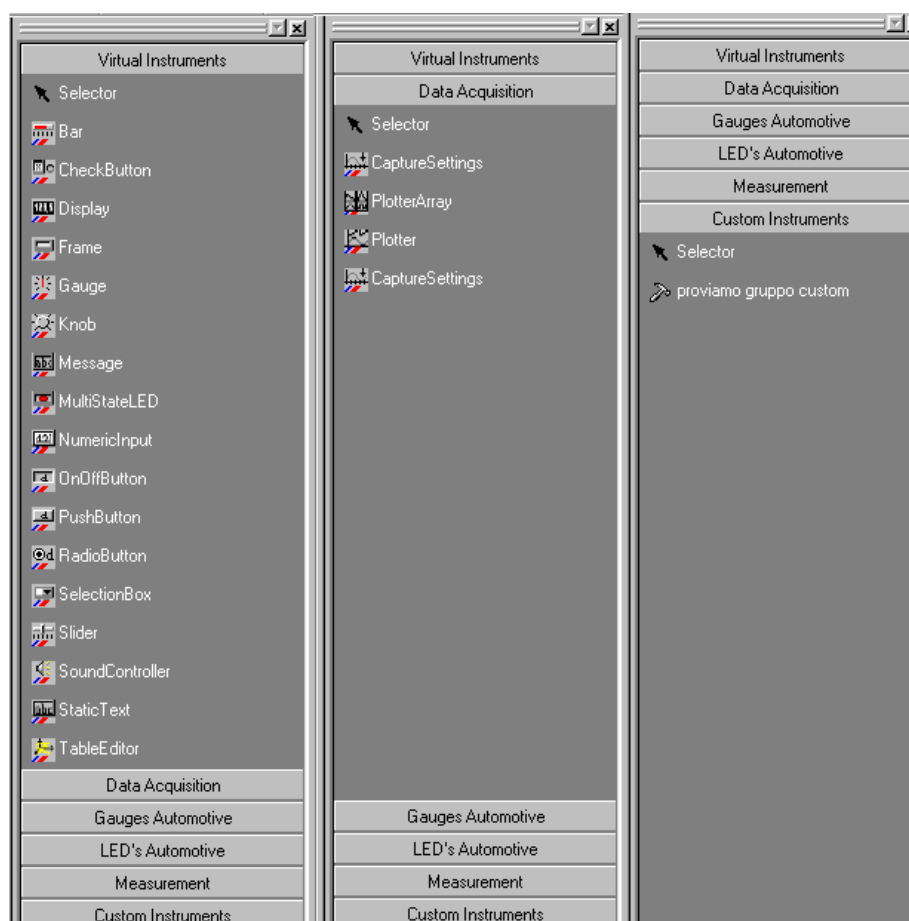 Virtual Instruments
Selector
Bar
CheckButton
Display
Frame
Gauge
Knob
Message
MultiStateLED
NumericInput
OnOffButton
PushButton
RadioButton
SelectionBox
Slider
SoundController
StaticText
TableEditor
Data Acquisition
Gauges Automotive
LED's Automotive
Measurement
Custom Instruments
Virtual Instruments
Data Acquisition
Selector
CaptureSettings
PlotterArray
Plotter
CaptureSettings
Gauges Automotive
LED's Automotive
Measurement
Custom Instruments
Virtual Instruments
Data Acquisition
Gauges Automotive
LED's Automotive
Measurement
Custom Instruments
Selector
proviamo gruppo custom